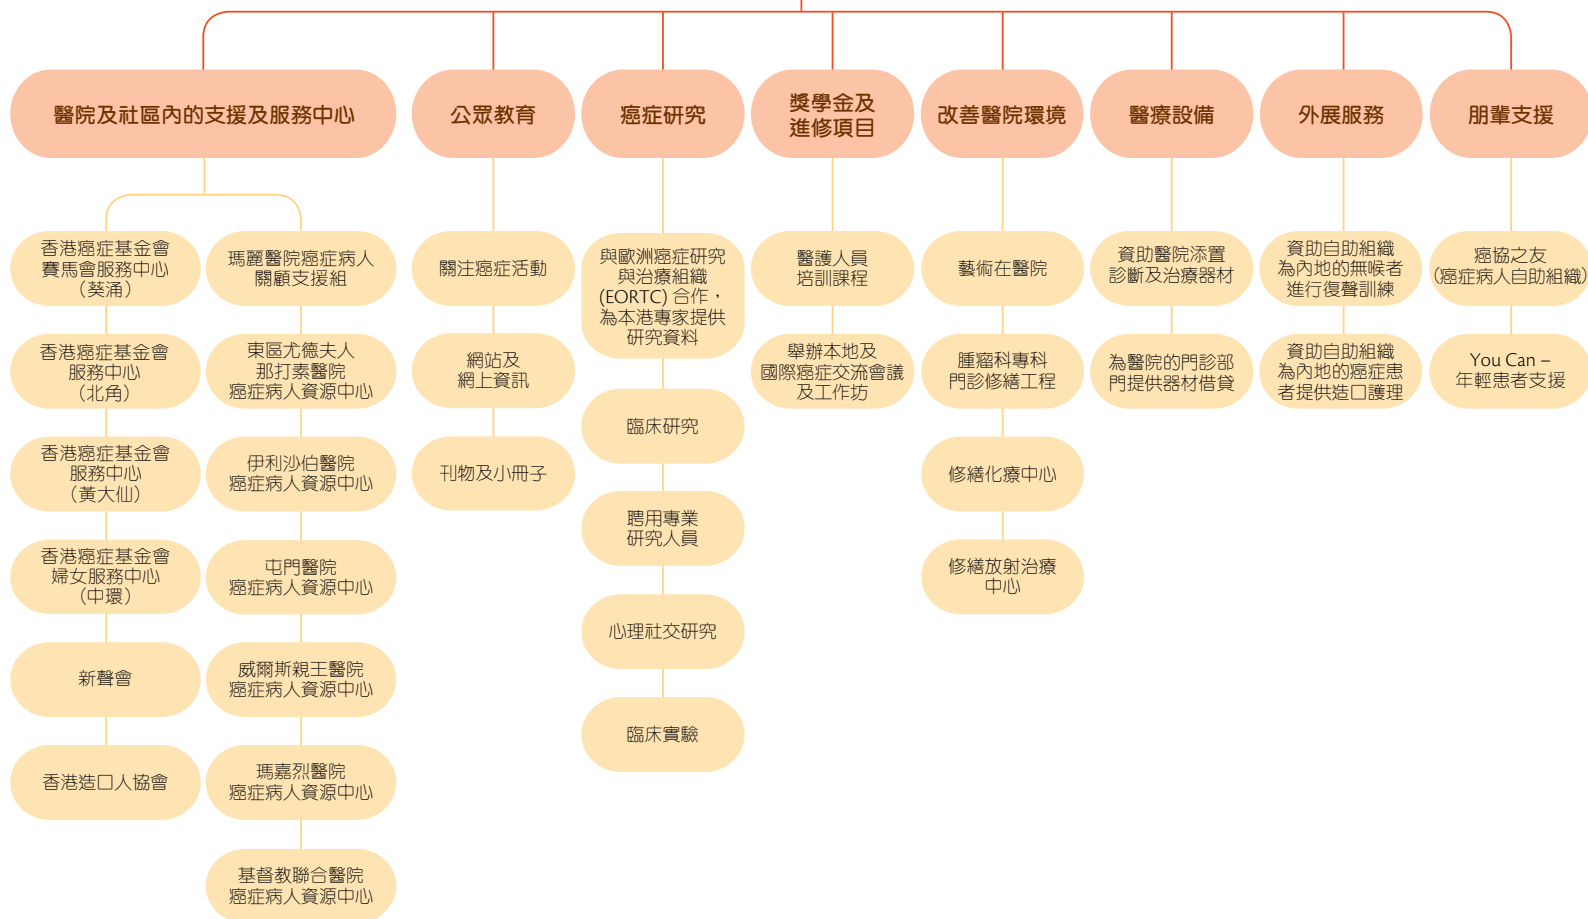 醫院及社區內的支援及服務中心
公眾教育
癌症研究
獎學金及
進修項目
改善醫院環境
醫療設備
外展服務
朋輩支援
香港癌症基金會
賽馬會服務中心
（葵涌）
香港癌症基金會
服務中心
（北角）
香港癌症基金會
服務中心
（黃大仙）
香港癌症基金會
婦女服務中心
（中環）
新聲會
香港造口人協會
瑪麗醫院癌症病人
關顧支援組
東區尤德夫人
那打素醫院
癌症病人資源中心
伊利沙伯醫院
癌症病人資源中心
屯門醫院
癌症病人資源中心
威爾斯親王醫院
癌症病人資源中心
瑪嘉烈醫院
癌症病人資源中心
基督教聯合醫院
癌症病人資源中心
關注癌症活動
網站及
網上資訊
刊物及小冊子
與歐洲癌症研究
與治療組織
(EORTC) 合作，
為本港專家提供
研究資料
臨床研究
聘用專業
研究人員
心理社交研究
臨床實驗
醫護人員
培訓課程
舉辦本地及
國際癌症交流會議
及工作坊
藝術在醫院
腫瘤科專科
門診修繕工程
修繕化療中心
修繕放射治療
中心
資助醫院添置
診斷及治療器材
為醫院的門診部
門提供器材借貸
資助自助組織
為內地的無喉者
進行復聲訓練
資助自助組織
為內地的癌症患
者提供造口護理
癌協之友
(癌症病人自助組織)
You Can –
年輕患者支援